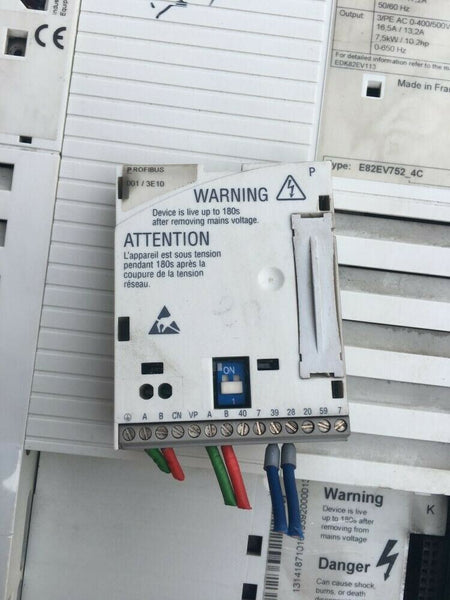 50/60 Hz
Output:
3/PE AC 0-400/500V
16,5A / 13,2A
7,5kW / 10.2hp
0-650 Hz
For detailed information refer to the
EDK82EV113
Made in
CE
Type: E82EV752_4C
PROFIBUS
001 / 3E10
P
WARNING
Device is live up to 180s
after removing mains voltage.
ATTENTION
L'appareil est sous tension
pendant 180s après la
coupure de la tension
réseau.
ON
1
A B CN VP A B 40 7 39 28 20 59 7
Warning
Device is live
up to 180s after
removing from
mains voltage
K
Danger
Can cause shock,
burns, or death